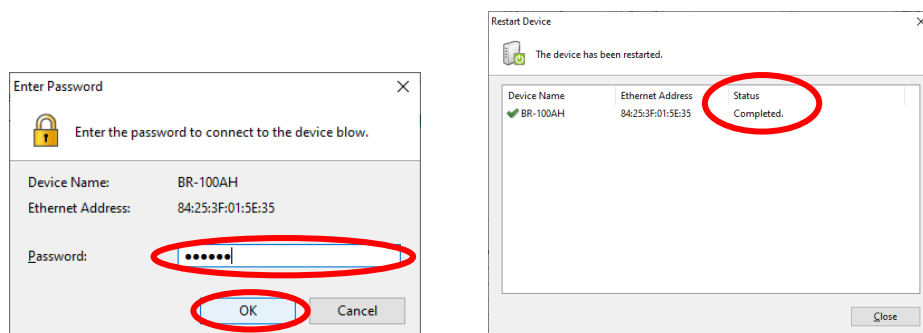 Enter Password
Enter the password to connect to the device blow.
Device Name: BR-100AH
Ethernet Address: 84:25:3F:01:5E:35
Password: ●●●●●●
OK Cancel
Restart Device
The device has been restarted.
Device Name Ethernet Address Status
BR-100AH 84:25:3F:01:5E:35 Completed.
Close